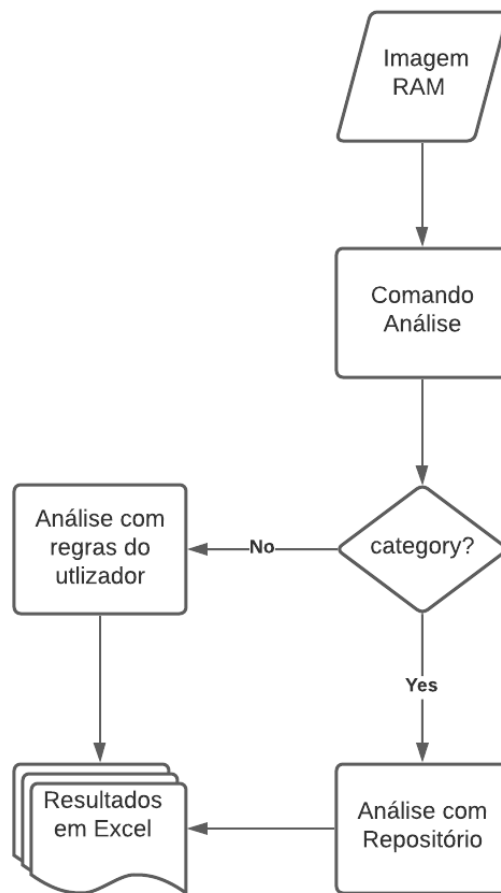 Imagem
RAM
Comando
Análise
category?
No
Análise com
regras do
utlizador
Yes
Resultados
em Excel
Análise com
Repositório